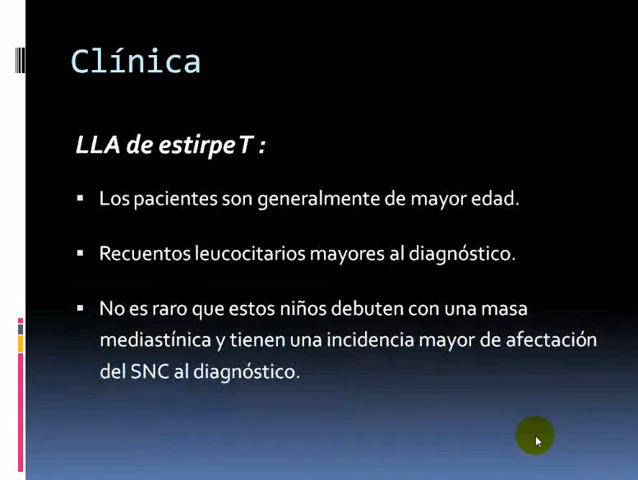 Clínica
LLA de estirpe T :
Los pacientes son generalmente de mayor edad.
Recuentos leucocitarios mayores al diagnóstico.
No es raro que estos niños debuten con una masa
mediastínica y tienen una incidencia mayor de afectación
del SNC al diagnóstico.